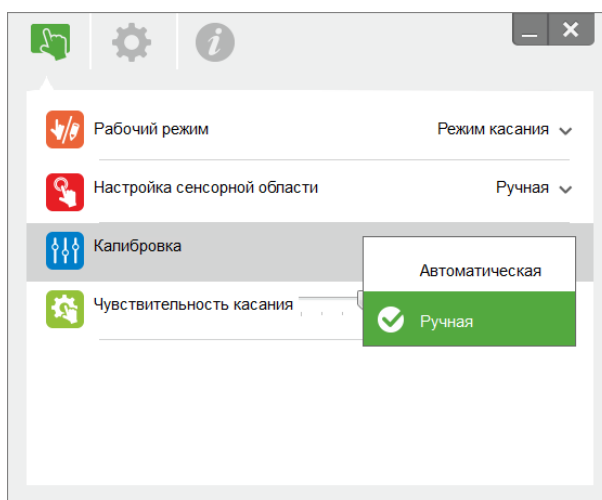 Рабочий режим Режим касания
Настройка сенсорной области Ручная
Калибровка
Автоматическая
Чувствительность касания
Ручная